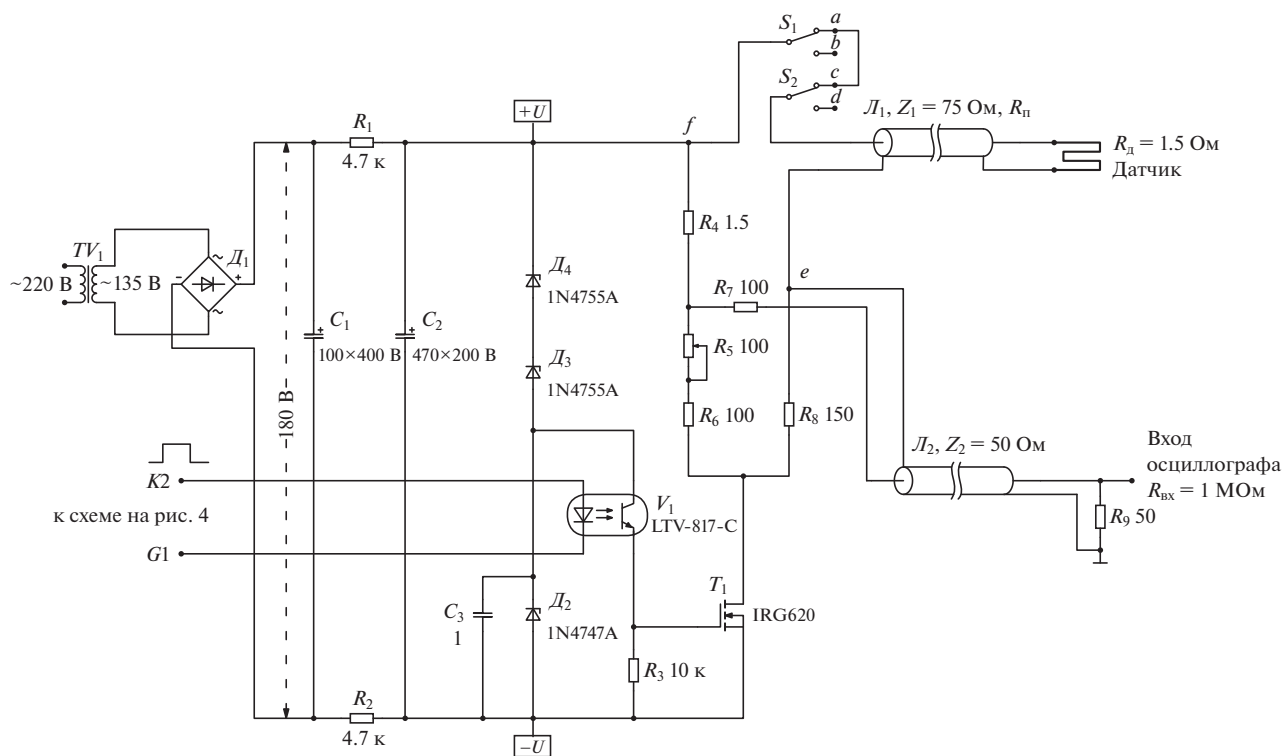 S₁
a
b
S₂
c
d
+U
f
Л₁, Z₁ = 75 Ом, Rп
Rд = 1.5 Ом
Датчик
R₁
4.7 к
R₄ 1.5
TV₁
Д₁
~220 В
~135 В
~
~
-
+
180 В
C₁
100×400 В
+
C₂
470×200 В
+
Д₄
1N4755A
Д₃
1N4755A
e
R₇ 100
R₅ 100
R₆ 100
R₈ 150
Л₂, Z₂ = 50 Ом
Вход
осциллографа
Rвх = 1 МОм
R₉ 50
K2
к схеме на рис. 4
G1
V₁
LTV-817-C
C₃
1
Д₂
1N4747A
T₁
IRG620
R₃ 10 к
R₂
4.7 к
−U